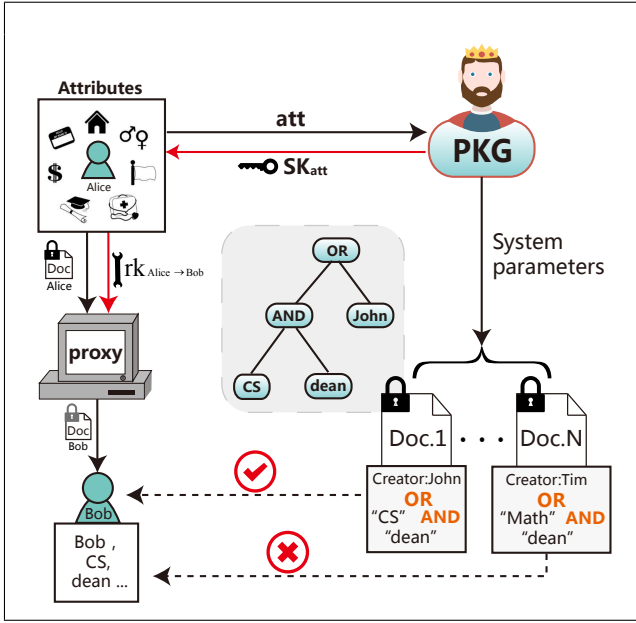 Attributes
att
PKG
SKatt
Alice
$
OR
AND
John
CS
dean
System
parameters
Doc
Alice
rk Alice→Bob
proxy
Doc
Bob
Doc.1
. . .
Doc.N
Creator:John
OR
"CS" AND
"dean"
Creator:Tim
OR
"Math" AND
"dean"
Bob
Bob ,
CS,
dean ...